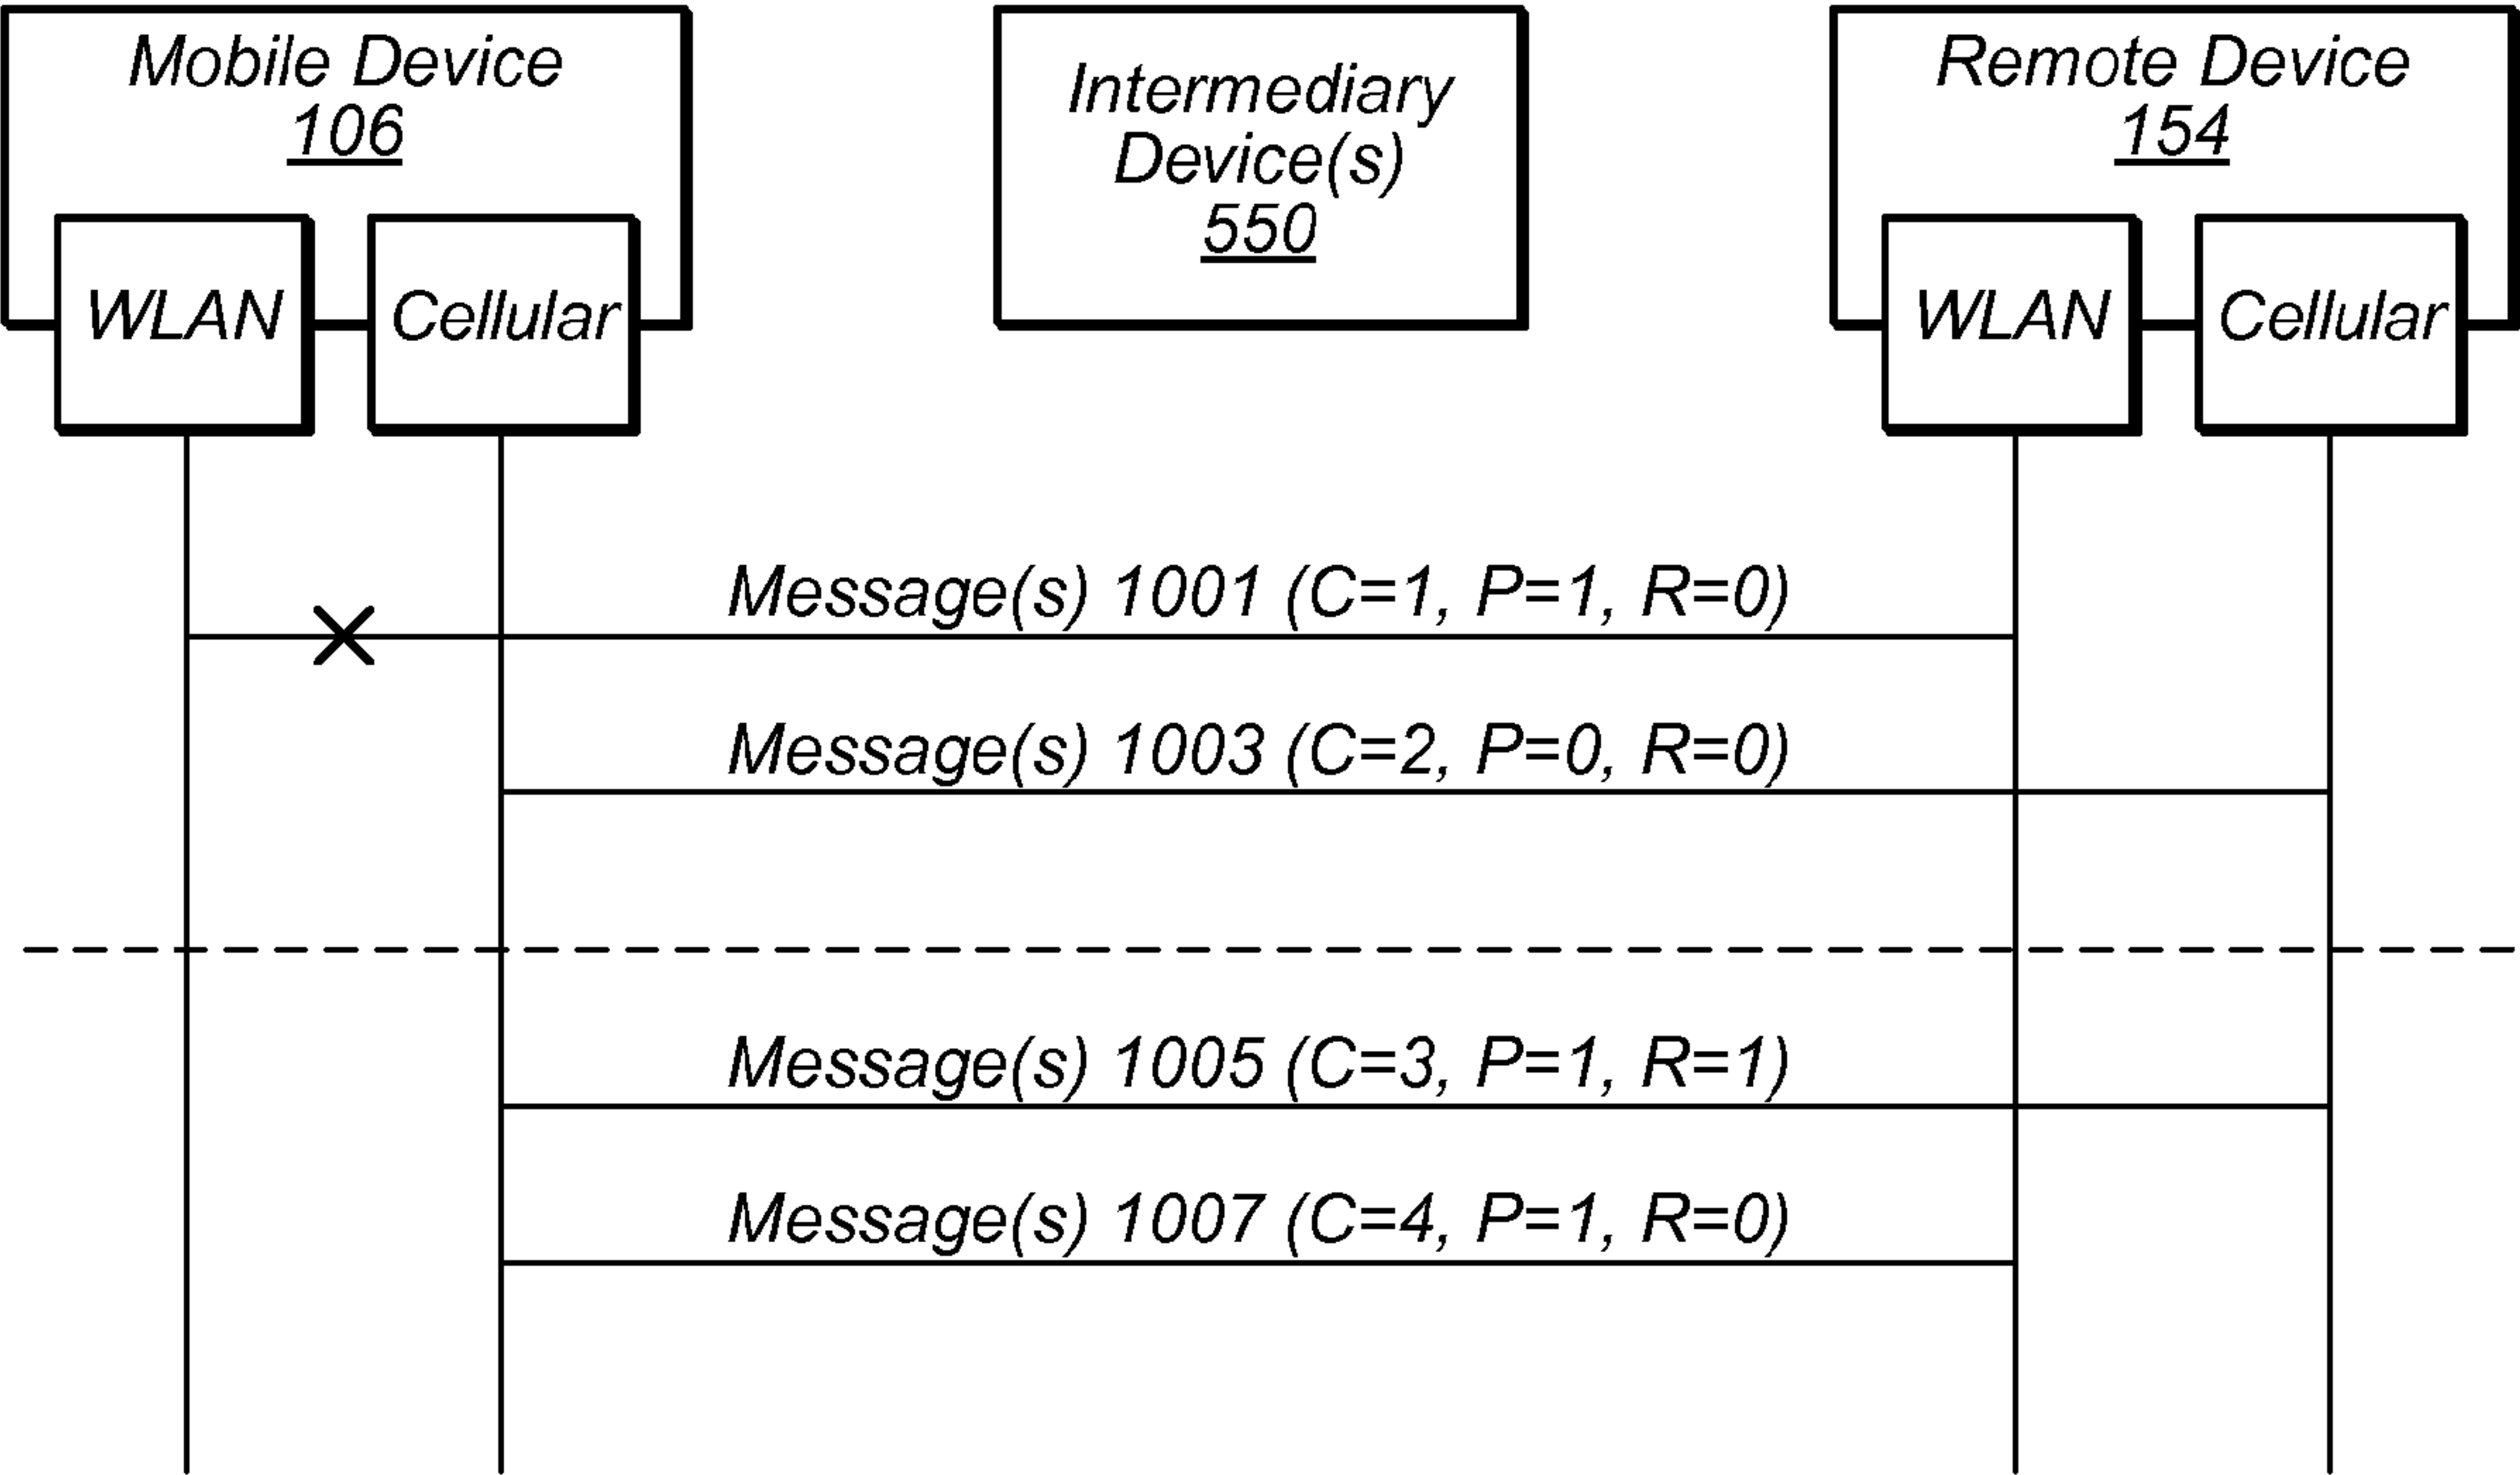 Mobile Device
106
WLAN
Cellular
Intermediary
Device(s)
550
Remote Device
154
WLAN
Cellular
Message(s) 1001 (C=1, P=1, R=0)
Message(s) 1003 (C=2, P=0, R=0)
Message(s) 1005 (C=3, P=1, R=1)
Message(s) 1007 (C=4, P=1, R=0)